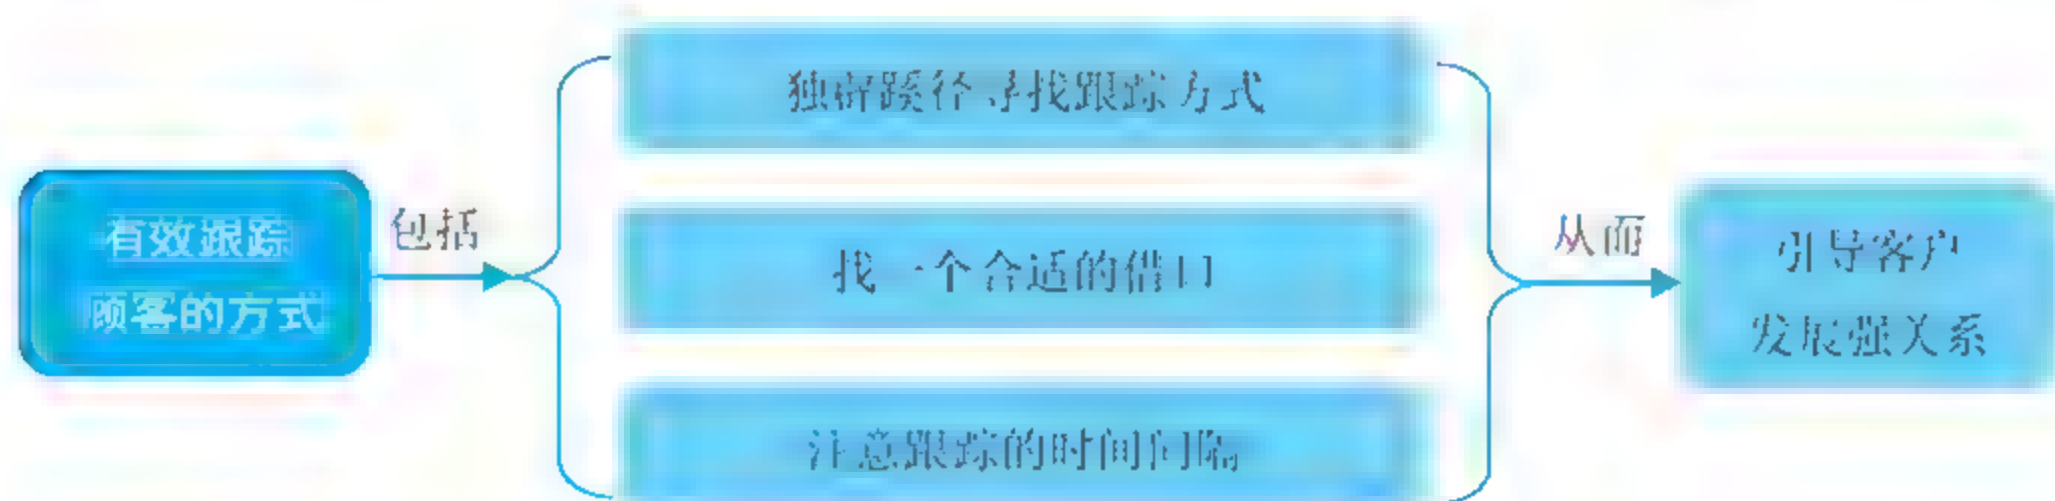 有效跟踪
顾客的方式
包括
独辟蹊径寻找跟踪方式
找一个合适的借口
注意跟踪的时间间隔
从而
引导客户
发展强关系